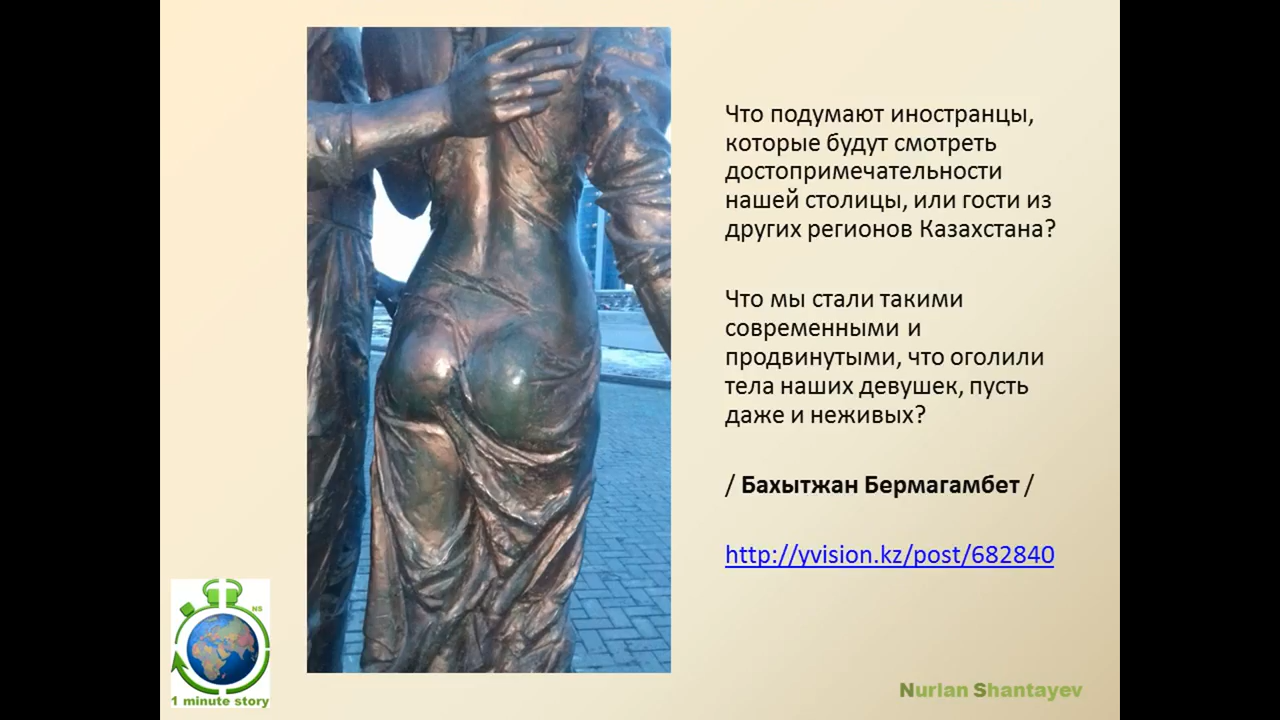 Что подумают иностранцы,
которые будут смотреть
достопримечательности
нашей столицы, или гости из
других регионов Казахстана?
Что мы стали такими
современными и
продвинутыми, что оголили
тела наших девушек, пусть
даже и неживых?
/ Бахытжан Бермагамбет /
http://yvision.kz/post/682840
NS
1 minute story
Nurlan Shantayev